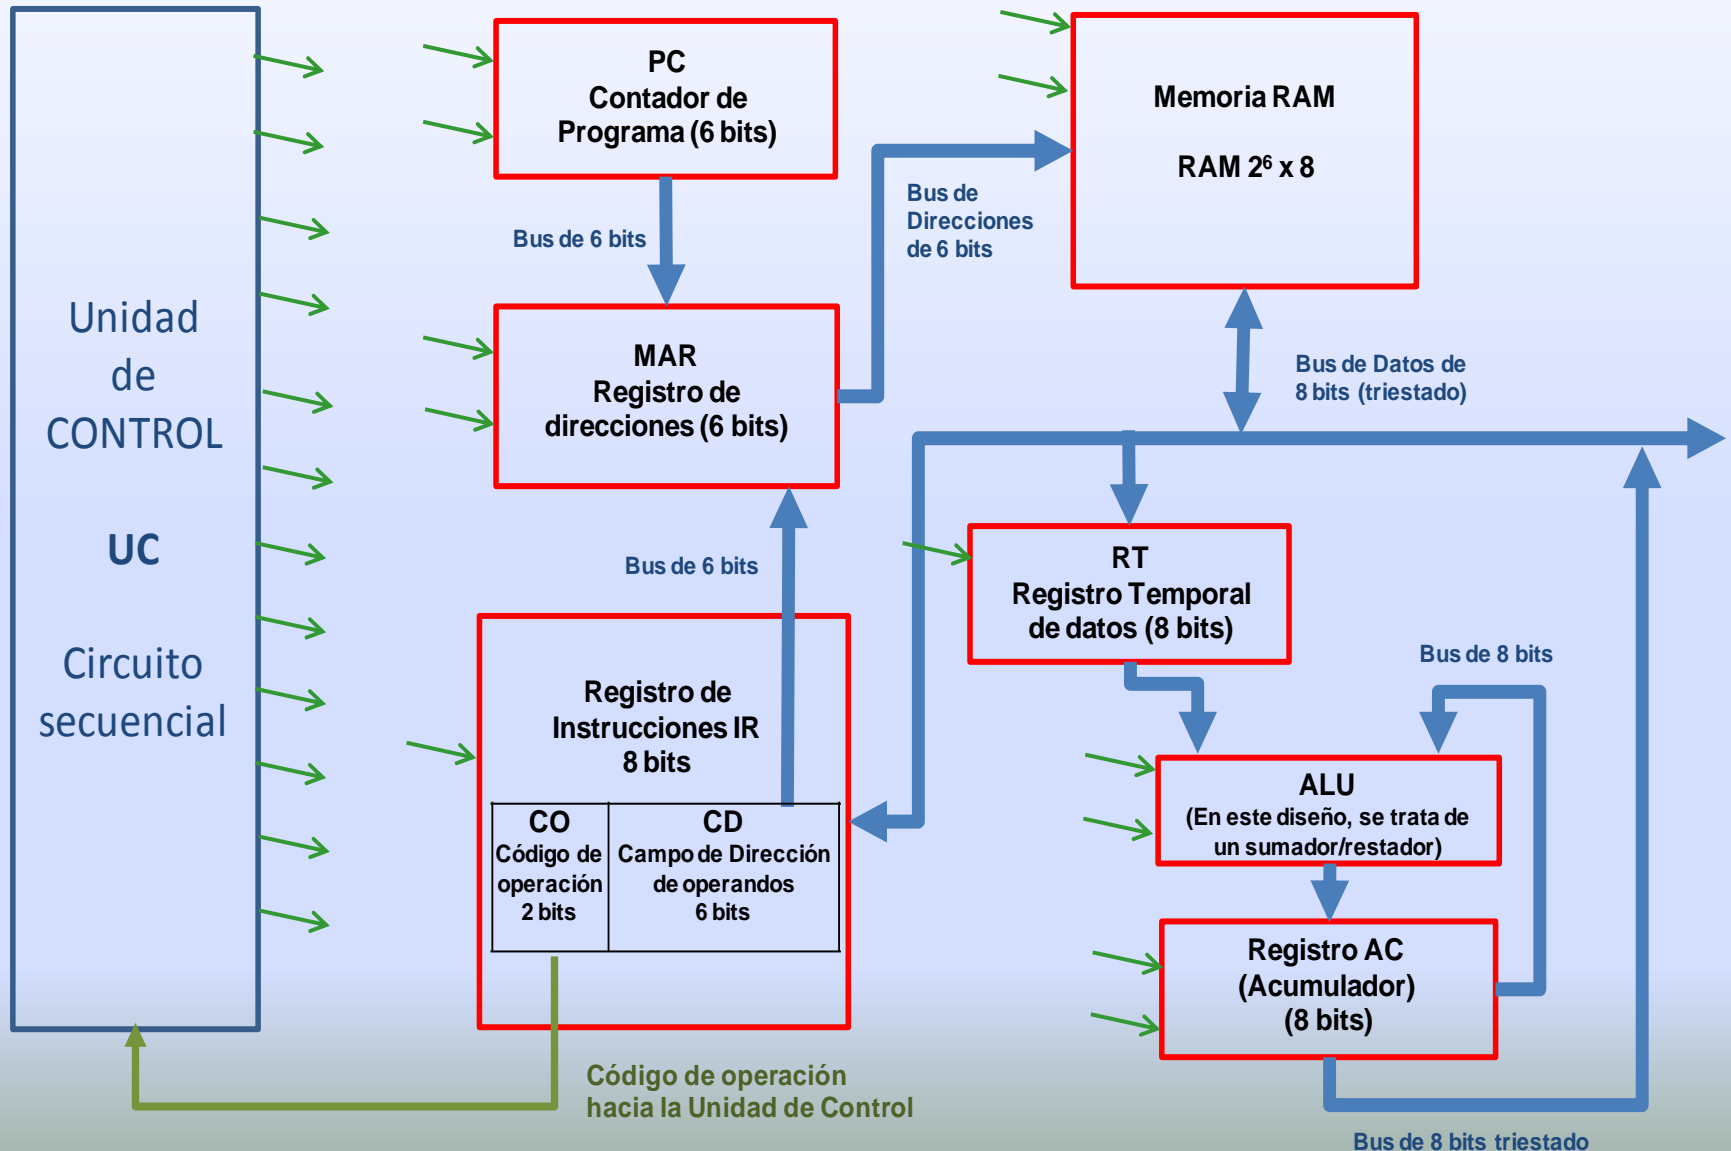 Unidad
de
CONTROL
UC
Circuito
secuencial
PC
Contador de
Programa (6 bits)
Bus de 6 bits
MAR
Registro de
direcciones (6 bits)
Bus de 6 bits
Registro de
Instrucciones IR
8 bits
CO
Código de
operación
2 bits
CD
Campo de Dirección
de operandos
6 bits
Código de operación
hacia la Unidad de Control
Bus de
Direcciones
de 6 bits
Memoria RAM
RAM 2⁶ x 8
Bus de Datos de
8 bits (triestado)
RT
Registro Temporal
de datos (8 bits)
Bus de 8 bits
ALU
(En este diseño, se trata de
un sumador/restador)
Registro AC
(Acumulador)
(8 bits)
Bus de 8 bits triestado